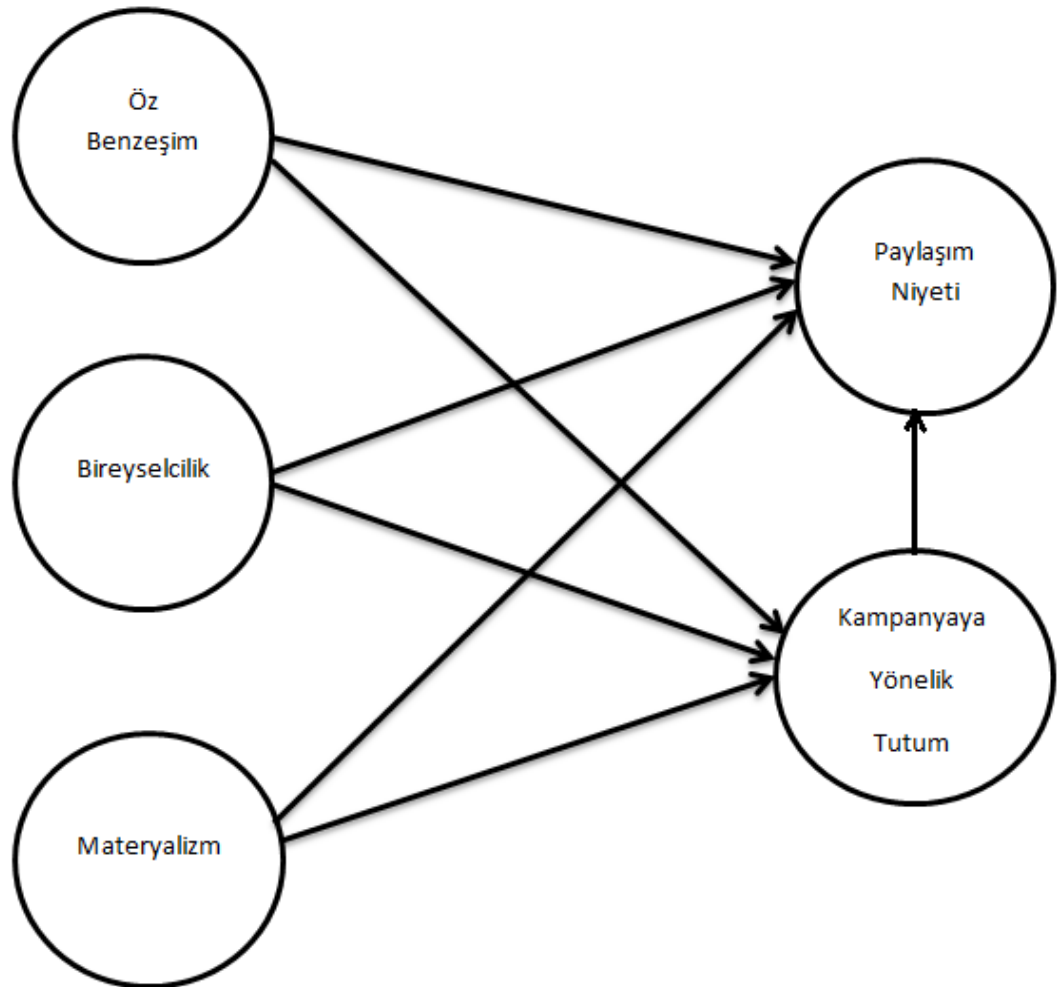 Öz
Benzeşim
Paylaşım
Niyeti
Bireyselcilik
Kampanyaya
Yönelik
Tutum
Materyalizm